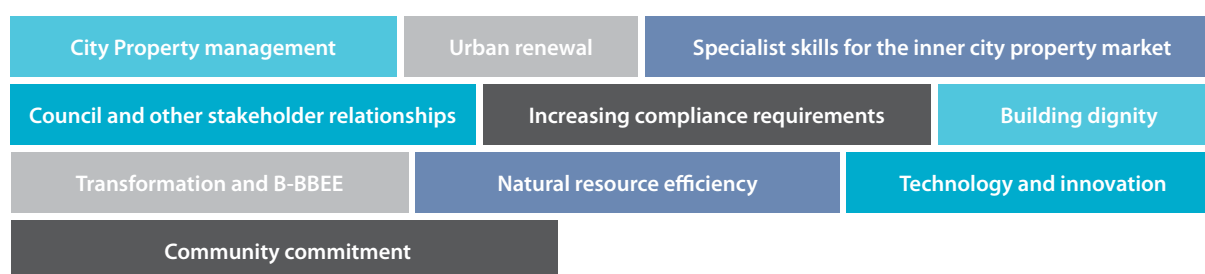 City Property management
Urban renewal
Specialist skills for the inner city property market
Council and other stakeholder relationships
Increasing compliance requirements
Building dignity
Transformation and B-BBEE
Natural resource efficiency
Technology and innovation
Community commitment